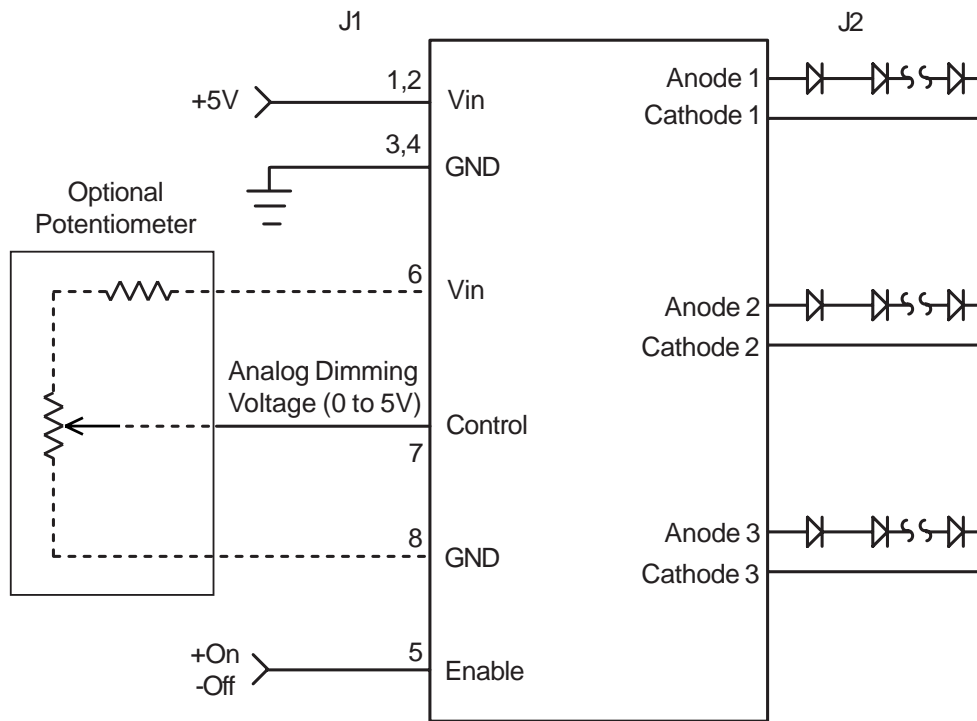 J1
J2
+5V
1,2
Vin
3,4
GND
Optional
Potentiometer
6
Vin
Analog Dimming
Voltage (0 to 5V)
Control
7
8
GND
+On
-Off
5
Enable
Anode 1
Cathode 1
Anode 2
Cathode 2
Anode 3
Cathode 3